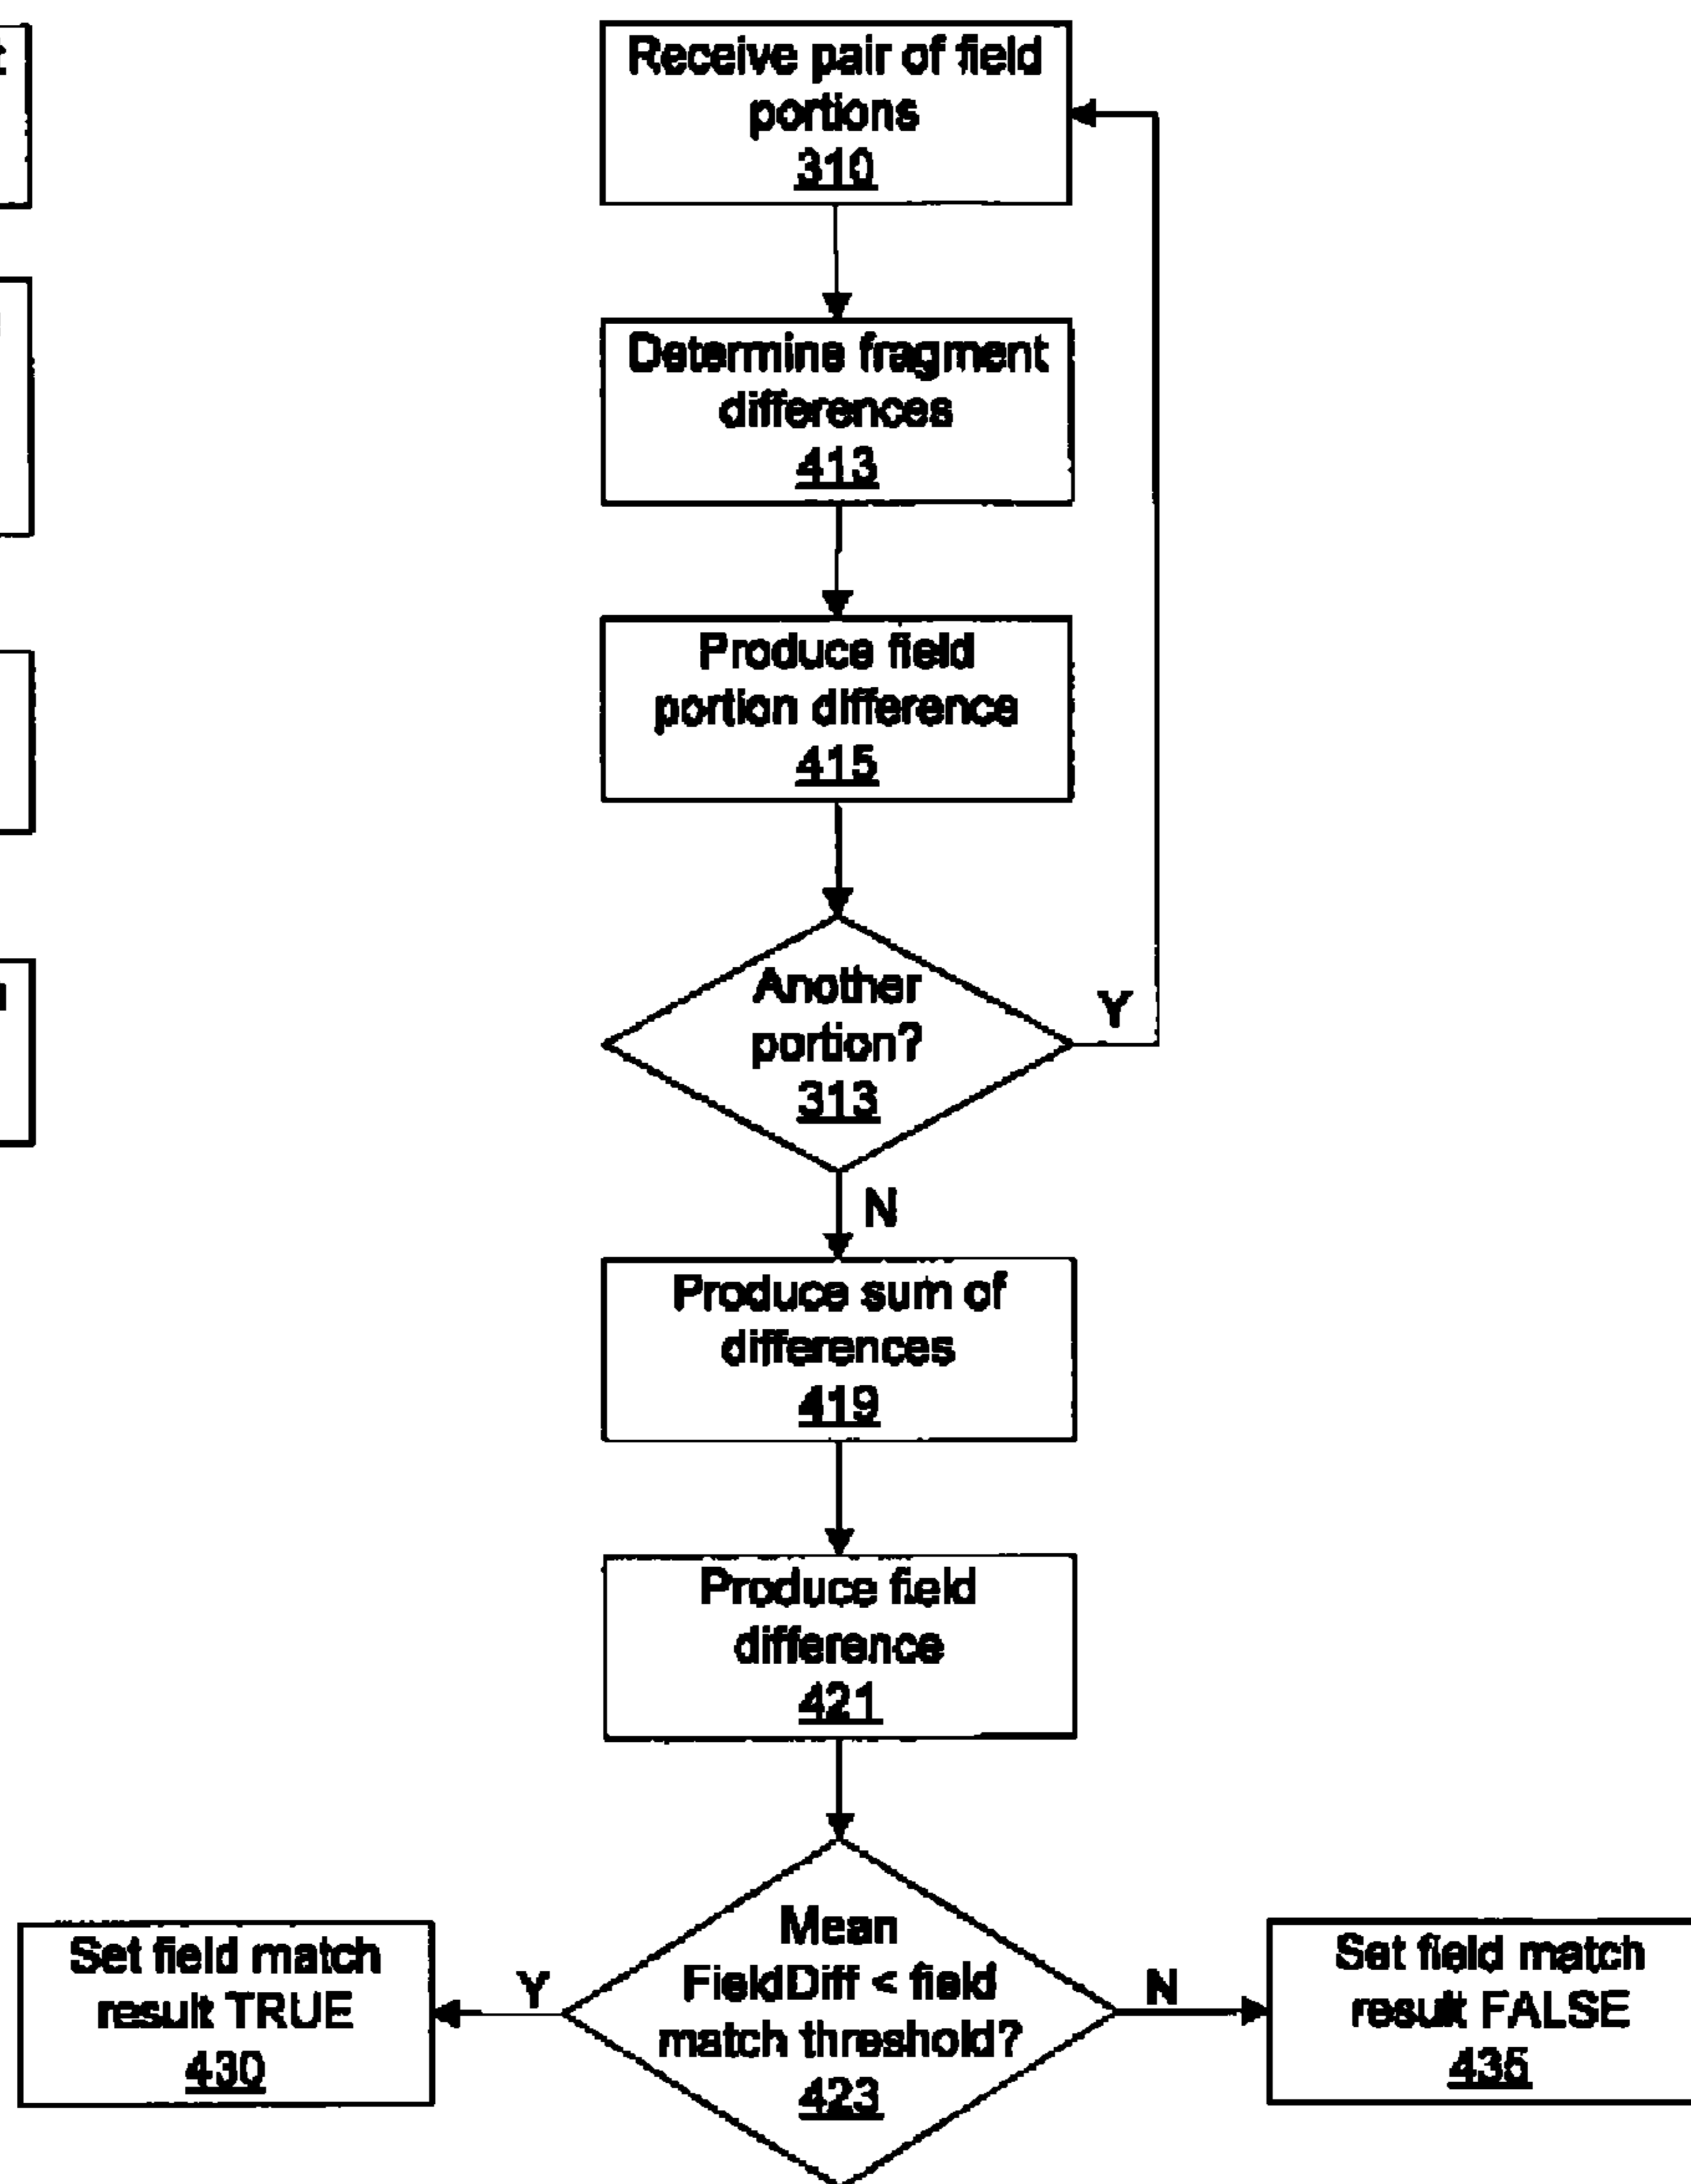 Receive pair of field
portions
310
Determine fragment
differences
413
Produce field
portion difference
415
Another
portion?
313
Y
N
Produce sum of
differences
419
Produce field
difference
421
Mean
FieldDiff < field
match threshold?
423
Y
N
Set field match
result TRUE
430
Set field match
result FALSE
435